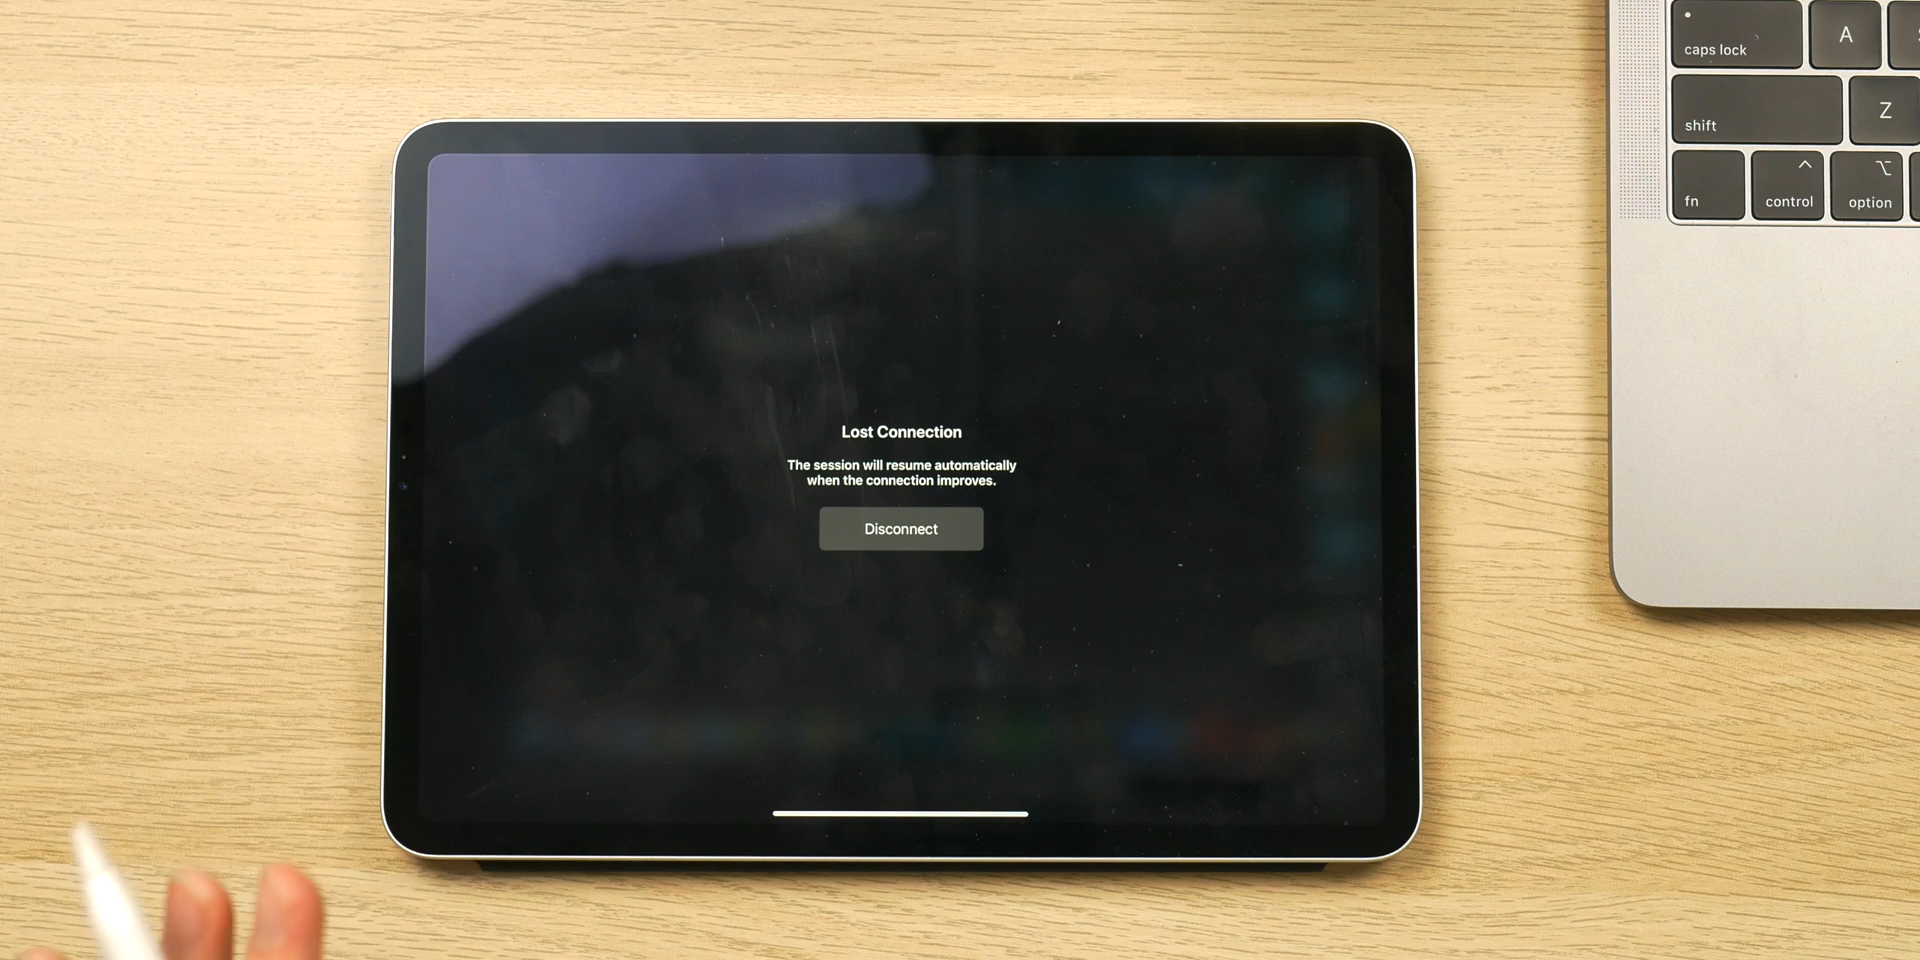 caps lock
A
shift
Z
fn
control
option
Lost Connection
The session will resume automatically
when the connection improves.
Disconnect